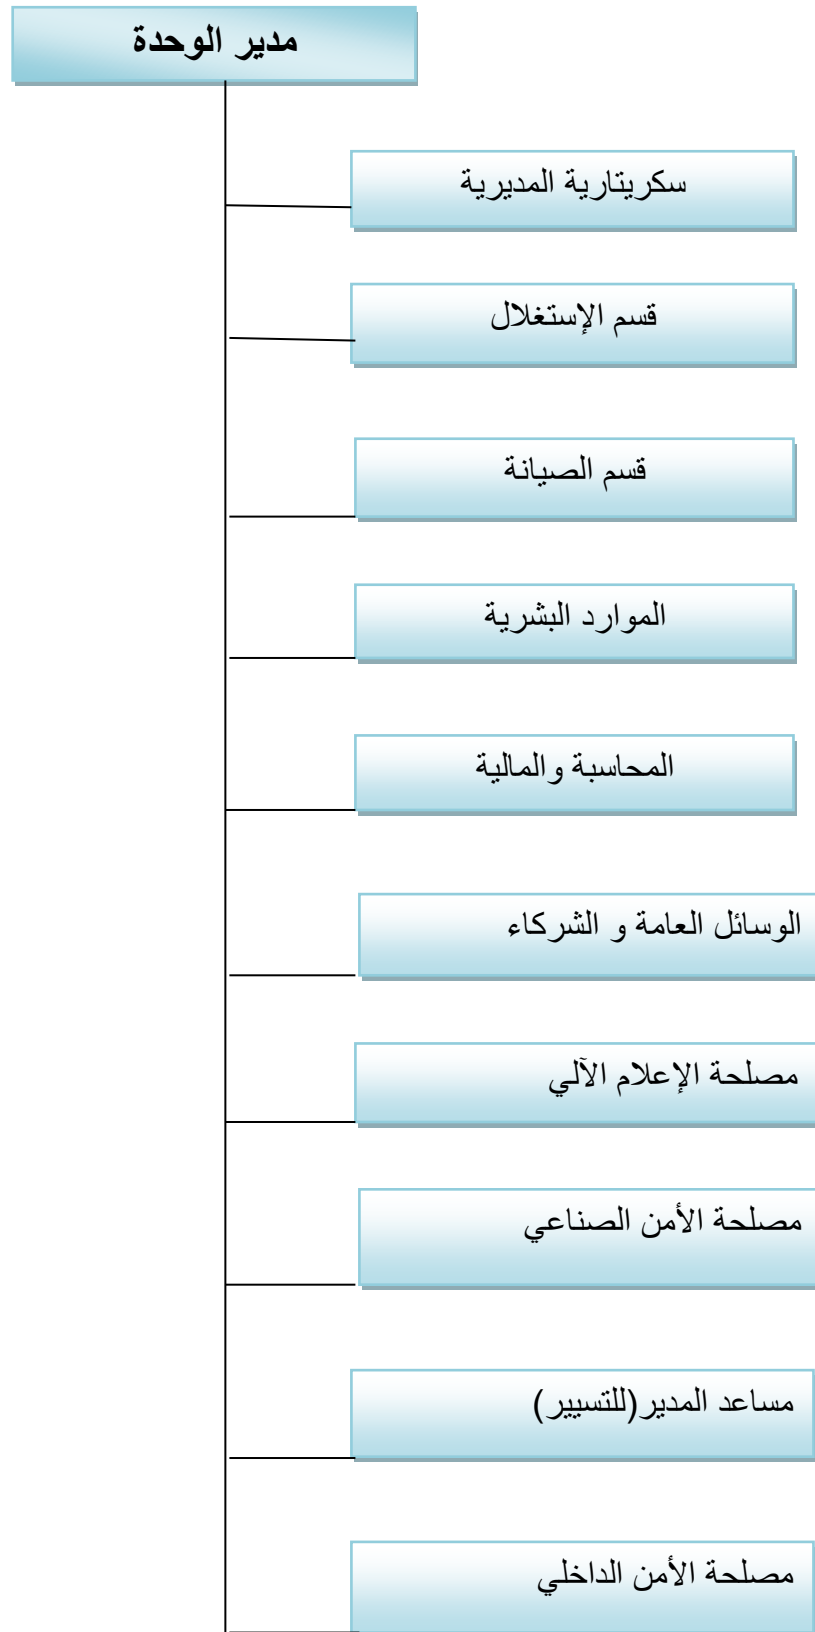 مدير الوحدة
سكريتارية المديرية
قسم الإستغلال
قسم الصيانة
الموارد البشرية
المحاسبة والمالية
الوسائل العامة و الشركاء
مصلحة الإعلام الآلي
مصلحة الأمن الصناعي
مساعد المدير(للتسيير)
مصلحة الأمن الداخلي